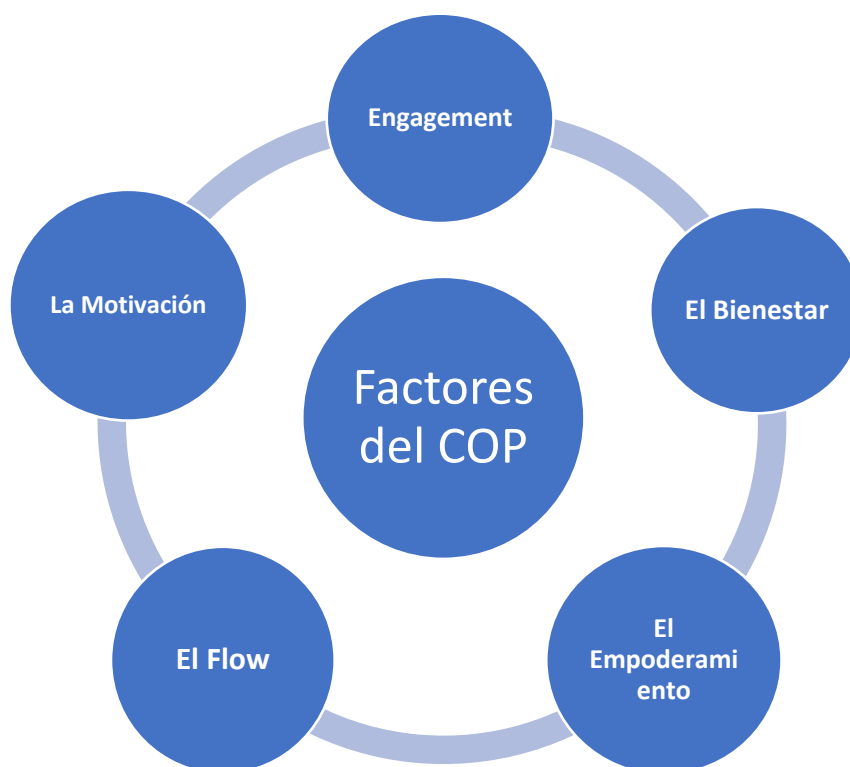 Engagement
El Bienestar
El
Empoderami
ento
El Flow
La Motivación
Factores
del COP